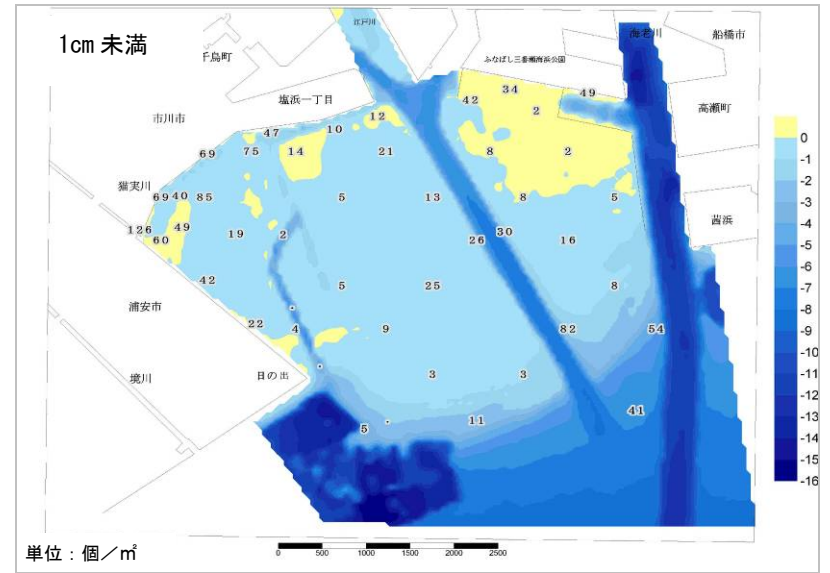 1cm 未満
江戸川
海老川
船橋市
千鳥町
ふなばし三番瀬海浜公園
塩浜一丁目
高瀬町
市川市
猫実川
茜浜
浦安市
日の出
境川
42 34 49
12 2
47 10
69 75 14 21 8 2
69 40 85 5 13 8 5
126 60 49 19 2 26 30 16
42 5 25 8
22 4 9 82 54
3 3
5 11 41
0
-1
-2
-3
-4
-5
-6
-7
-8
-9
-10
-11
-12
-13
-14
-15
-16
単位：個／㎡
0 500 1000 1500 2000 2500